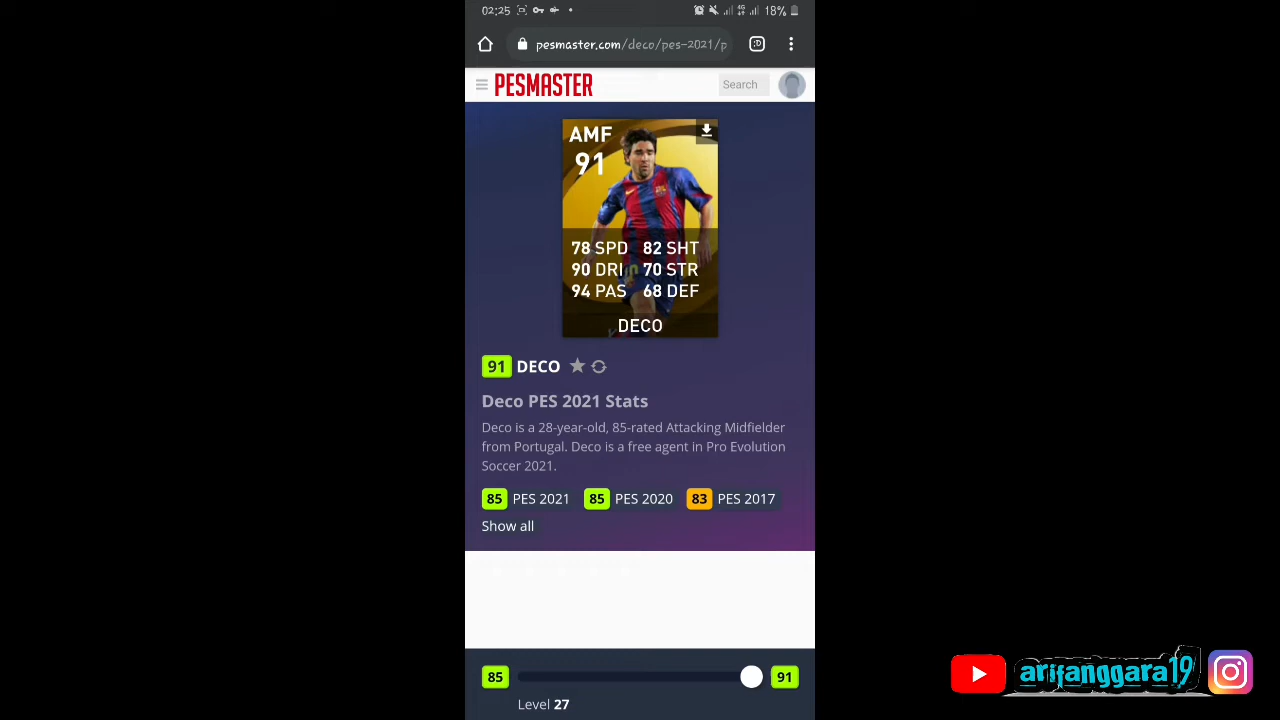 02:25 4G 18%
pesmaster.com/deco/pes-2021/p :D
PESMASTER Search
AMF
91
78 SPD 82 SHT
90 DRI 70 STR
94 PAS 68 DEF
DECO
91 DECO
Deco PES 2021 Stats
Deco is a 28-year-old, 85-rated Attacking Midfielder
from Portugal. Deco is a free agent in Pro Evolution
Soccer 2021.
85 PES 2021 85 PES 2020 83 PES 2017
Show all
85 91
Level 27
arifanggara19